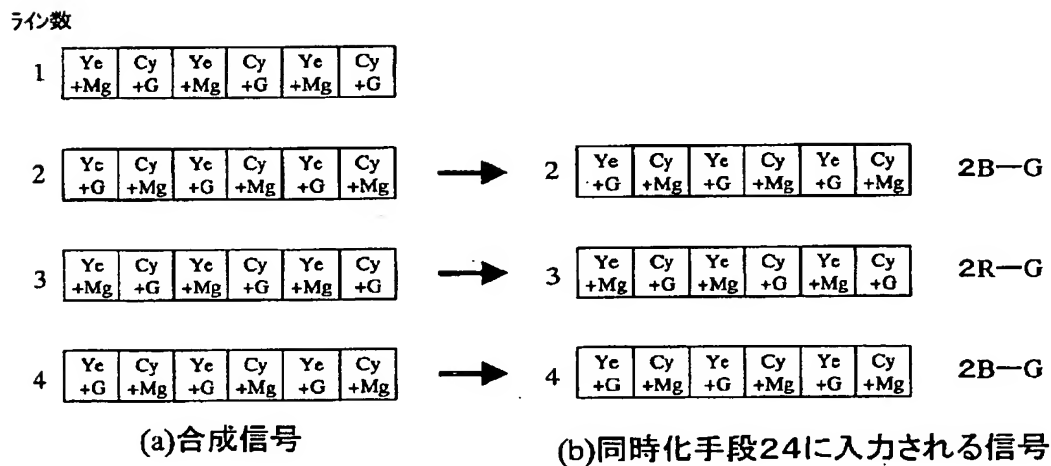 ライン数
1 Ye +Mg Cy +G Ye +Mg Cy +G Ye +Mg Cy +G
2 Ye +G Cy +Mg Ye +G Cy +Mg Ye +G Cy +Mg
2 Ye +G Cy +Mg Ye +G Cy +Mg Ye +G Cy +Mg 2B—G
3 Ye +Mg Cy +G Ye +Mg Cy +G Ye +Mg Cy +G
3 Ye +Mg Cy +G Ye +Mg Cy +G Ye +Mg Cy +G 2R—G
4 Ye +G Cy +Mg Ye +G Cy +Mg Ye +G Cy +Mg
4 Ye +G Cy +Mg Ye +G Cy +Mg Ye +G Cy +Mg 2B—G
(a)合成信号
(b)同時化手段24に入力される信号